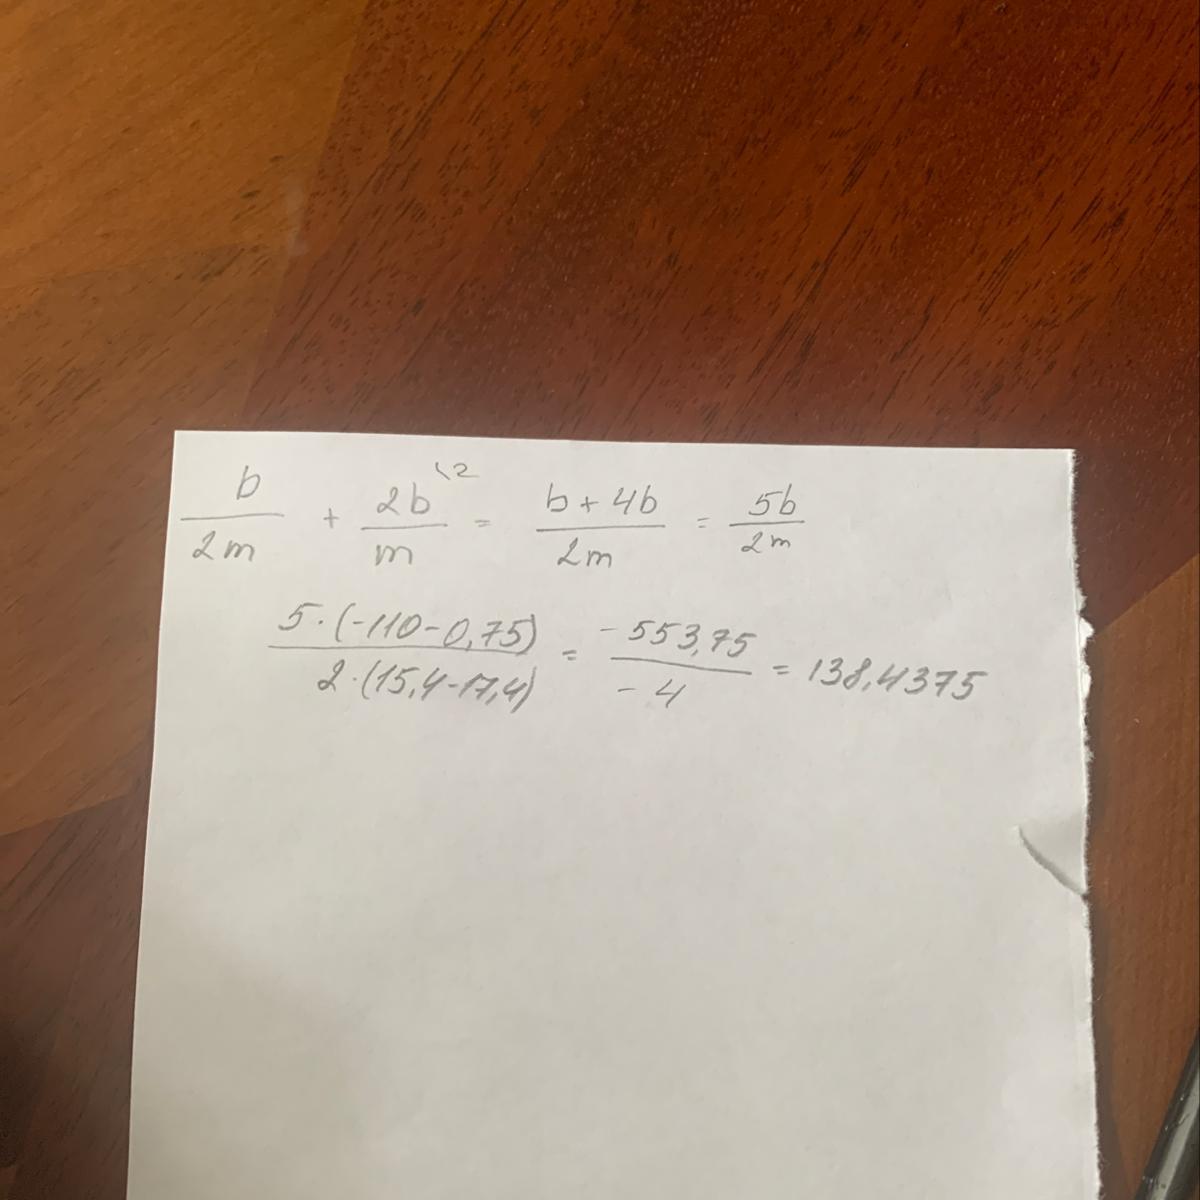 b/2m + 2b\2/m = b+4b/2m = 5b/2m
5·(-110-0,75)/2·(15,4-17,4) = -553,75/-4 = 138,4375